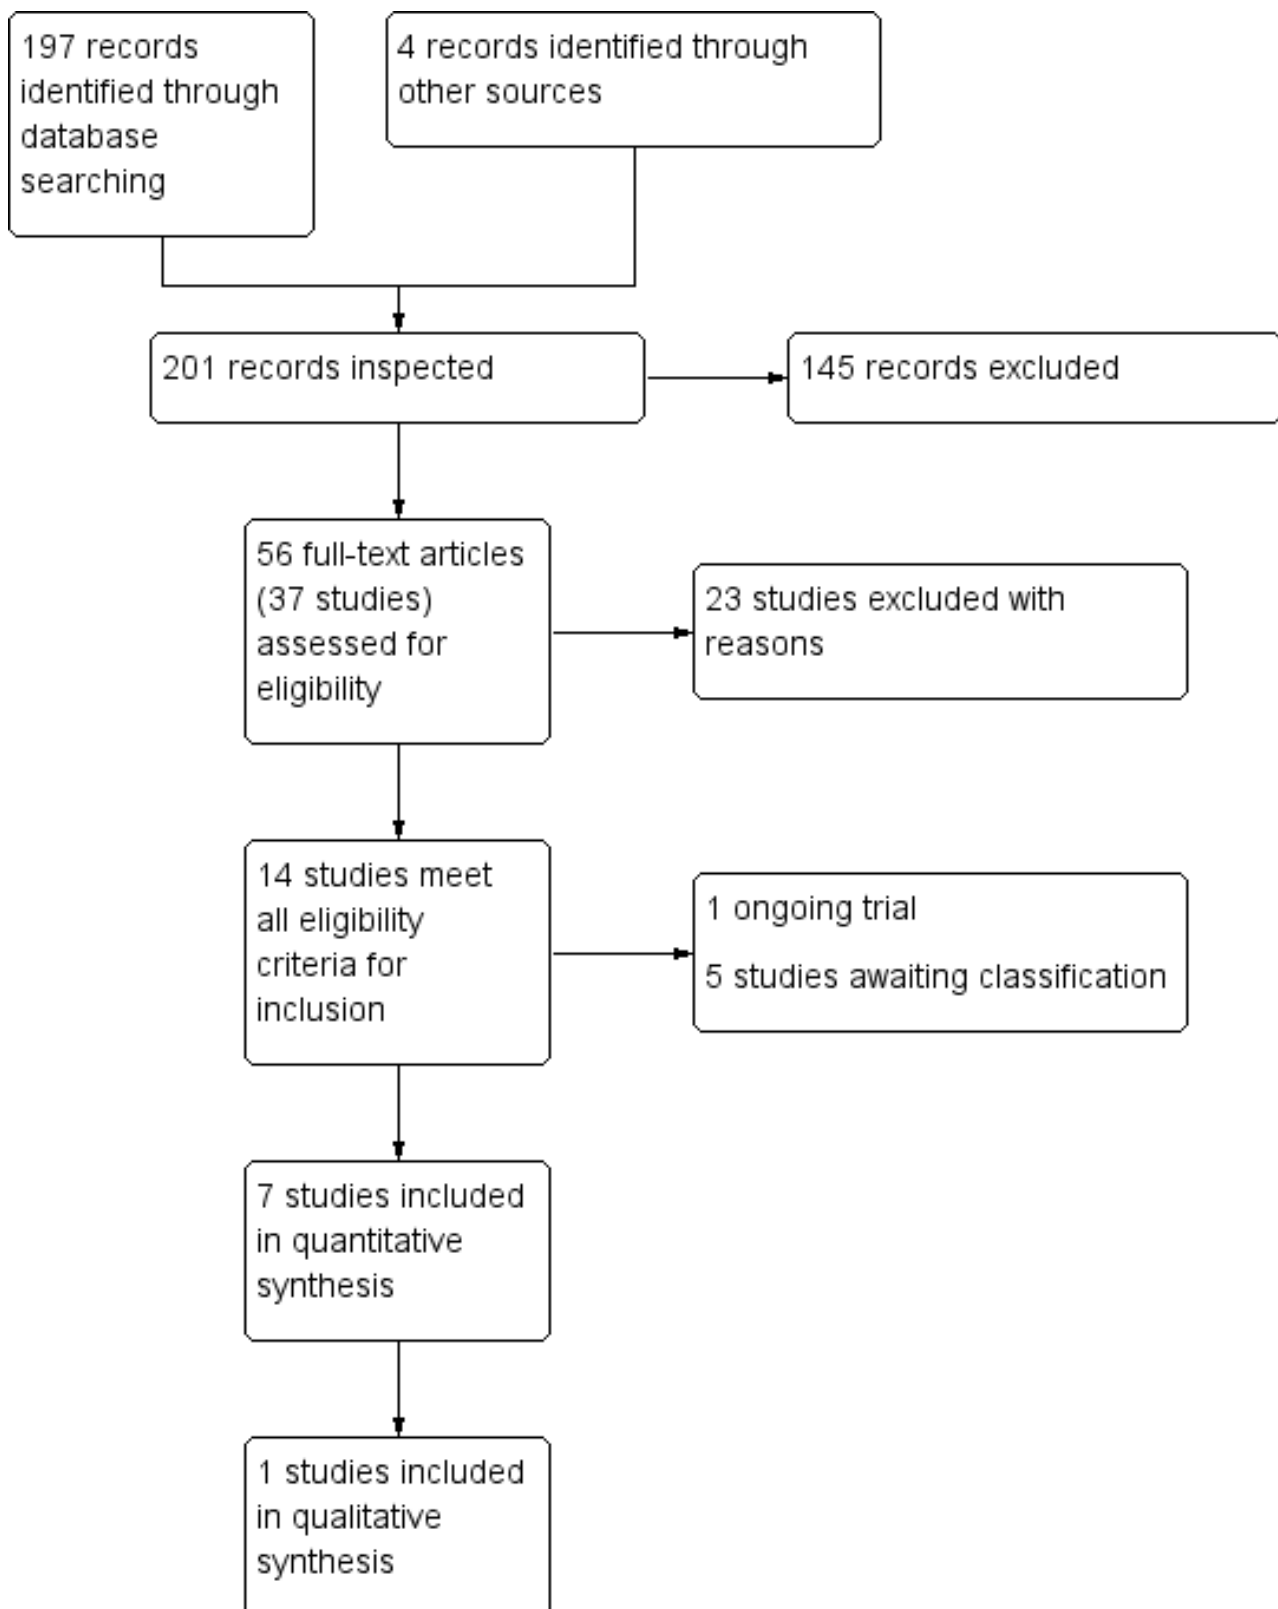 197 records
identified through
database
searching
4 records identified through
other sources
201 records inspected
145 records excluded
56 full-text articles
(37 studies)
assessed for
eligibility
23 studies excluded with
reasons
14 studies meet
all eligibility
criteria for
inclusion
1 ongoing trial
5 studies awaiting classification
7 studies included
in quantitative
synthesis
1 studies included
in qualitative
synthesis